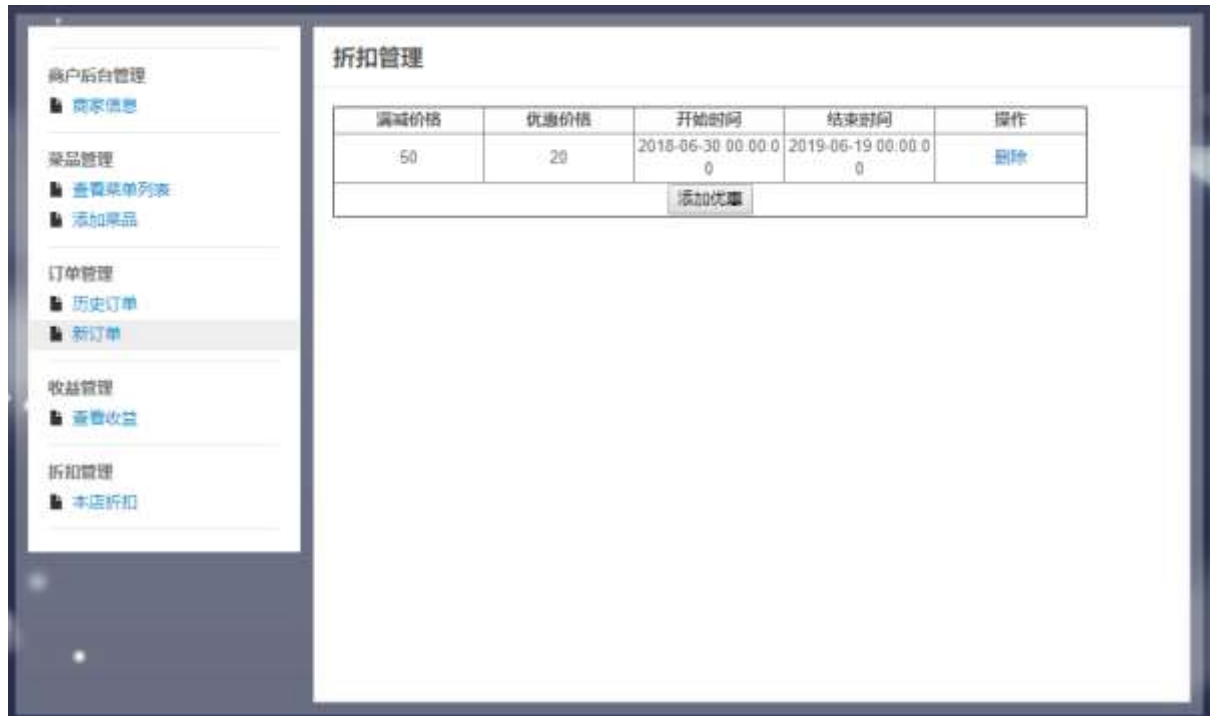 商户后台管理
商家信息
菜品管理
查看菜单列表
添加菜品
订单管理
历史订单
新订单
收益管理
查看收益
折扣管理
本店折扣
折扣管理
满减价格 优惠价格 开始时间 结束时间 操作
50 20 2018-06-30 00:00:0 2019-06-19 00:00:0 删除
0 0
添加优惠